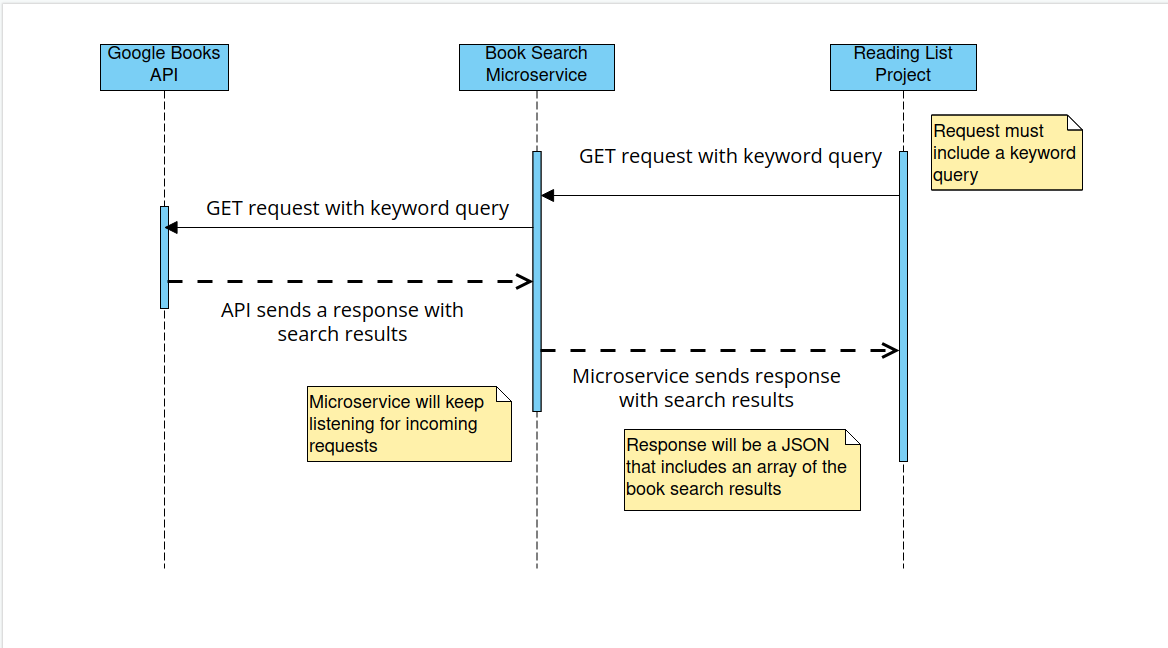 Google Books
API
Book Search
Microservice
Reading List
Project
Request must
include a keyword
query
GET request with keyword query
GET request with keyword query
API sends a response with
search results
Microservice sends response
with search results
Microservice will keep
listening for incoming
requests
Response will be a JSON
that includes an array of the
book search results